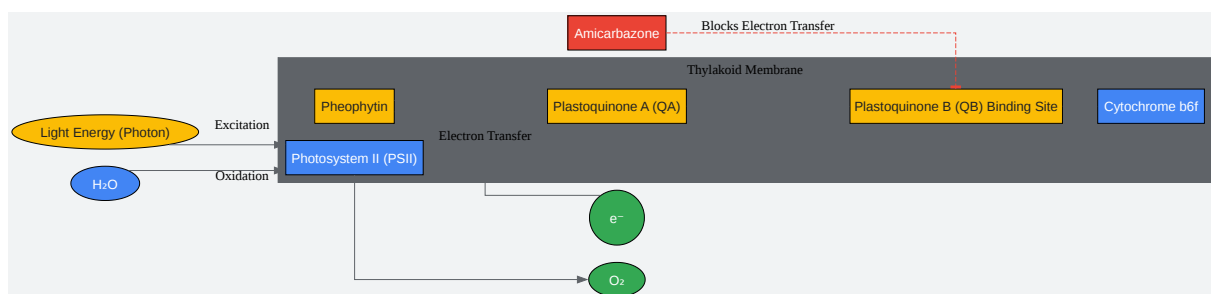 Amicarbazone
Blocks Electron Transfer
Thylakoid Membrane
Pheophytin
Plastoquinone A (QA)
Plastoquinone B (QB) Binding Site
Cytochrome b6f
Light Energy (Photon)
Excitation
Electron Transfer
Photosystem II (PSII)
H₂O
Oxidation
e⁻
O₂